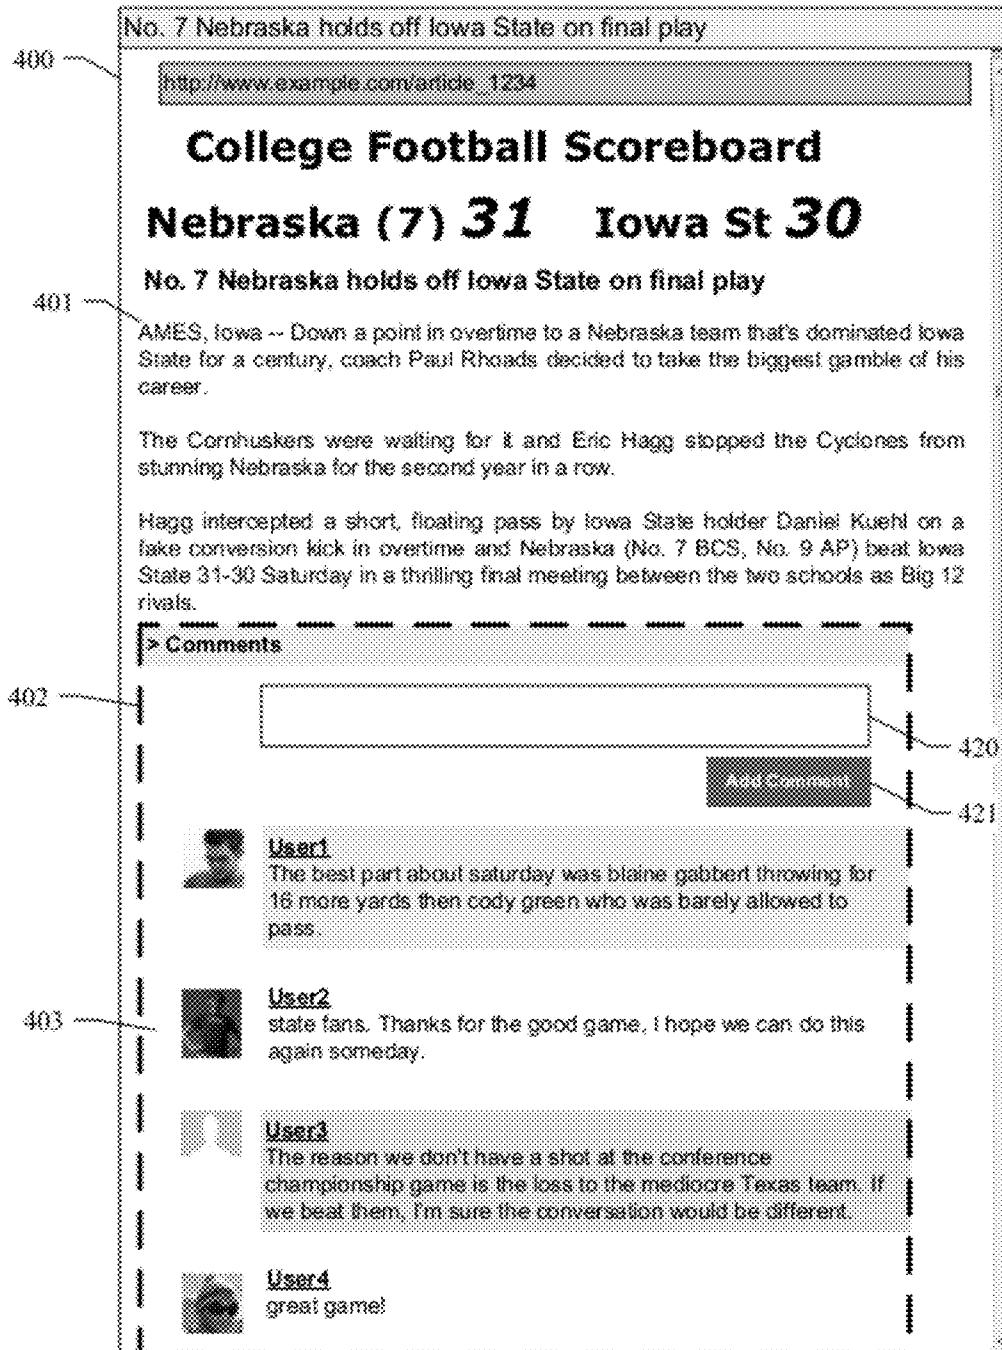 No. 7 Nebraska holds off Iowa State on final play
400
http://www.example.com/article_1234
College Football Scoreboard
Nebraska (7) 31 Iowa St 30
No. 7 Nebraska holds off Iowa State on final play
401
AMES, Iowa -- Down a point in overtime to a Nebraska team that's dominated Iowa
State for a century, coach Paul Rhoads decided to take the biggest gamble of his
career.
The Cornhuskers were waiting for it and Eric Hagg stopped the Cyclones from
stunning Nebraska for the second year in a row.
Hagg intercepted a short, floating pass by Iowa State holder Daniel Kuehl on a
fake conversion kick in overtime and Nebraska (No. 7 BCS, No. 9 AP) beat Iowa
State 31-30 Saturday in a thrilling final meeting between the two schools as Big 12
rivals.
> Comments
402
420
Add Comment
421
User1
The best part about saturday was blaine gabbert throwing for
16 more yards then cody green who was barely allowed to
pass.
403
User2
state fans. Thanks for the good game, I hope we can do this
again someday.
User3
The reason we don't have a shot at the conference
championship game is the loss to the mediocre Texas team. If
we beat them, I'm sure the conversation would be different.
User4
great game!